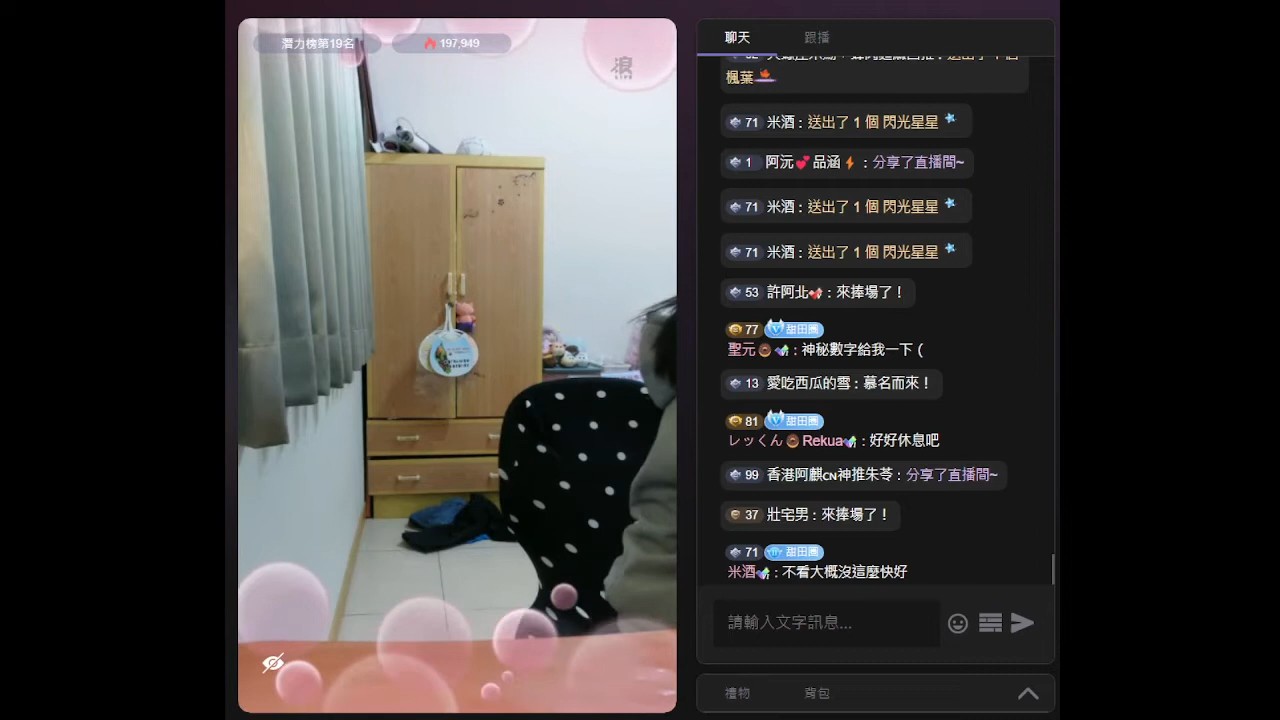 潛力榜第19名
197,949
浪
LIVE
聊天
跟播
楓葉
71 米酒 : 送出了 1 個 閃光星星
1 阿沅💕品涵⚡ : 分享了直播間~
71 米酒 : 送出了 1 個 閃光星星
71 米酒 : 送出了 1 個 閃光星星
53 許阿北 : 來捧場了！
77 甜田圈
聖元 : 神秘數字給我一下 (
13 愛吃西瓜的雪 : 慕名而來！
81 甜田圈
レッくん Rekua : 好好休息吧
99 香港阿麒ᴄɴ神推朱苓 : 分享了直播間~
37 壯宅男 : 來捧場了！
71 甜田圈
米酒 : 不看大概沒這麼快好
請輸入文字訊息...
禮物
背包